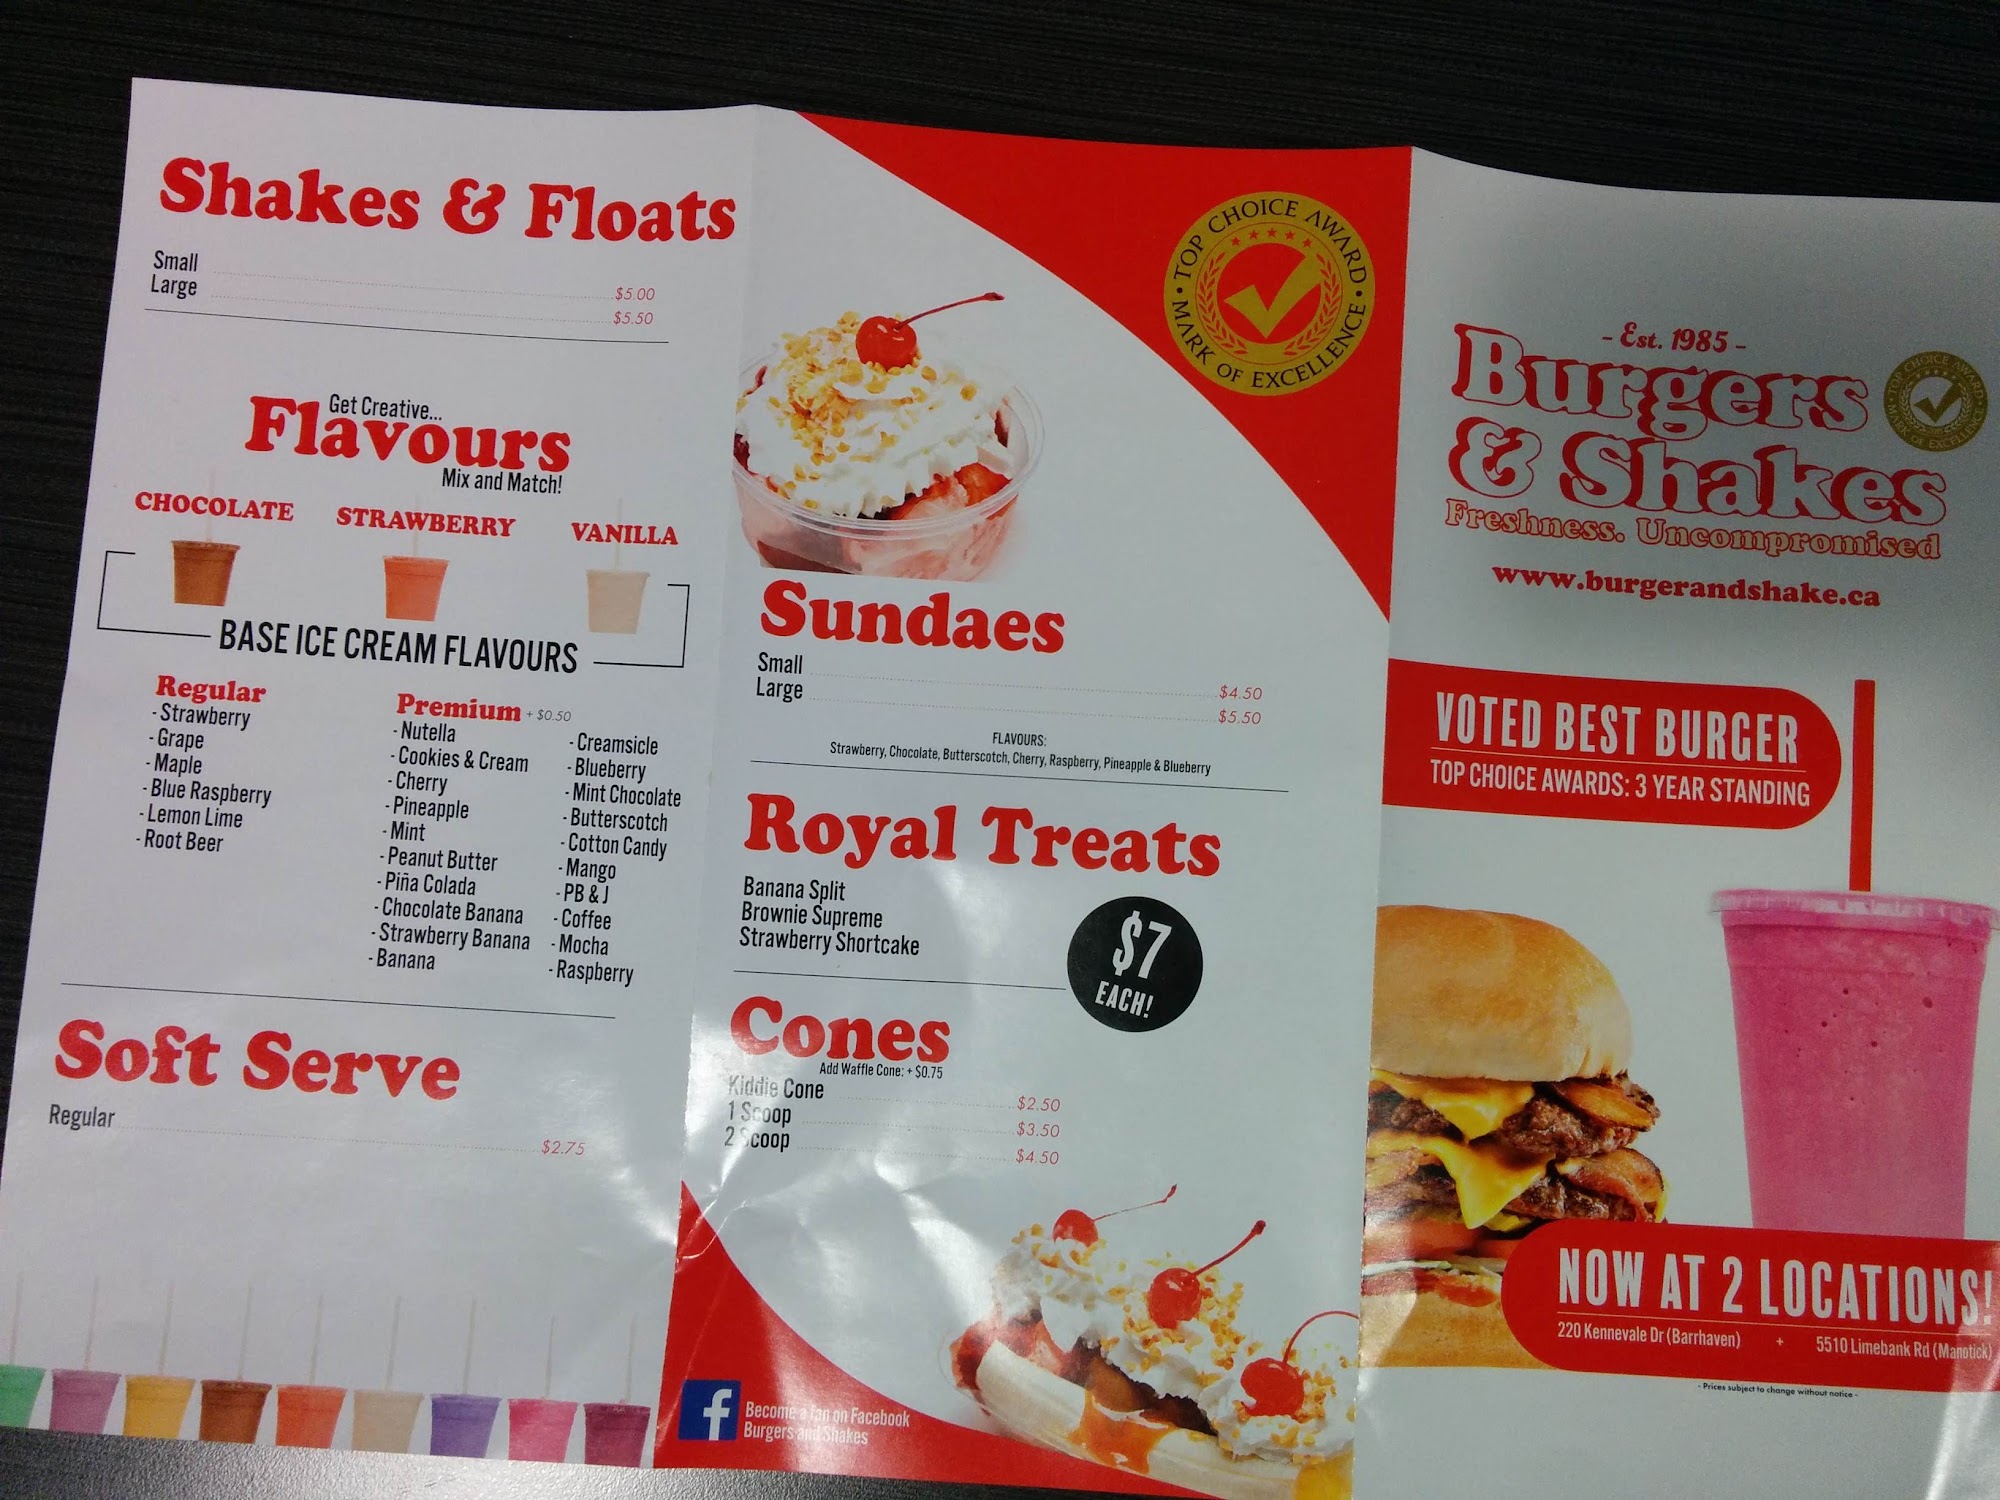 Shakes & Floats
Small $5.00
Large $5.50
Get Creative...
Flavours
Mix and Match!
CHOCOLATE STRAWBERRY VANILLA
BASE ICE CREAM FLAVOURS
Regular
- Strawberry
- Grape
- Maple
- Blue Raspberry
- Lemon Lime
- Root Beer
Premium + $0.50
- Nutella
- Cookies & Cream
- Cherry
- Pineapple
- Mint
- Peanut Butter
- Piña Colada
- Chocolate Banana
- Strawberry Banana
- Banana
- Creamsicle
- Blueberry
- Mint Chocolate
- Butterscotch
- Cotton Candy
- Mango
- PB & J
- Coffee
- Mocha
- Raspberry
Soft Serve
Regular $2.75
• TOP CHOICE AWARD •
MARK OF EXCELLENCE
Sundaes
Small $4.50
Large $5.50
FLAVOURS:
Strawberry, Chocolate, Butterscotch, Cherry, Raspberry, Pineapple & Blueberry
Royal Treats
Banana Split
Brownie Supreme
Strawberry Shortcake
$7
EACH!
Cones
Add Waffle Cone: + $0.75
Kiddie Cone $2.50
1 Scoop $3.50
2 Scoop $4.50
f
Become a fan on Facebook
Burgers and Shakes
- Est. 1985 -
Burgers
& Shakes
Freshness. Uncompromised
• TOP CHOICE AWARD •
MARK OF EXCELLENCE
www.burgerandshake.ca
VOTED BEST BURGER
TOP CHOICE AWARDS: 3 YEAR STANDING
NOW AT 2 LOCATIONS!
220 Kennevale Dr (Barrhaven) + 5510 Limebank Rd (Manotick)
- Prices subject to change without notice -